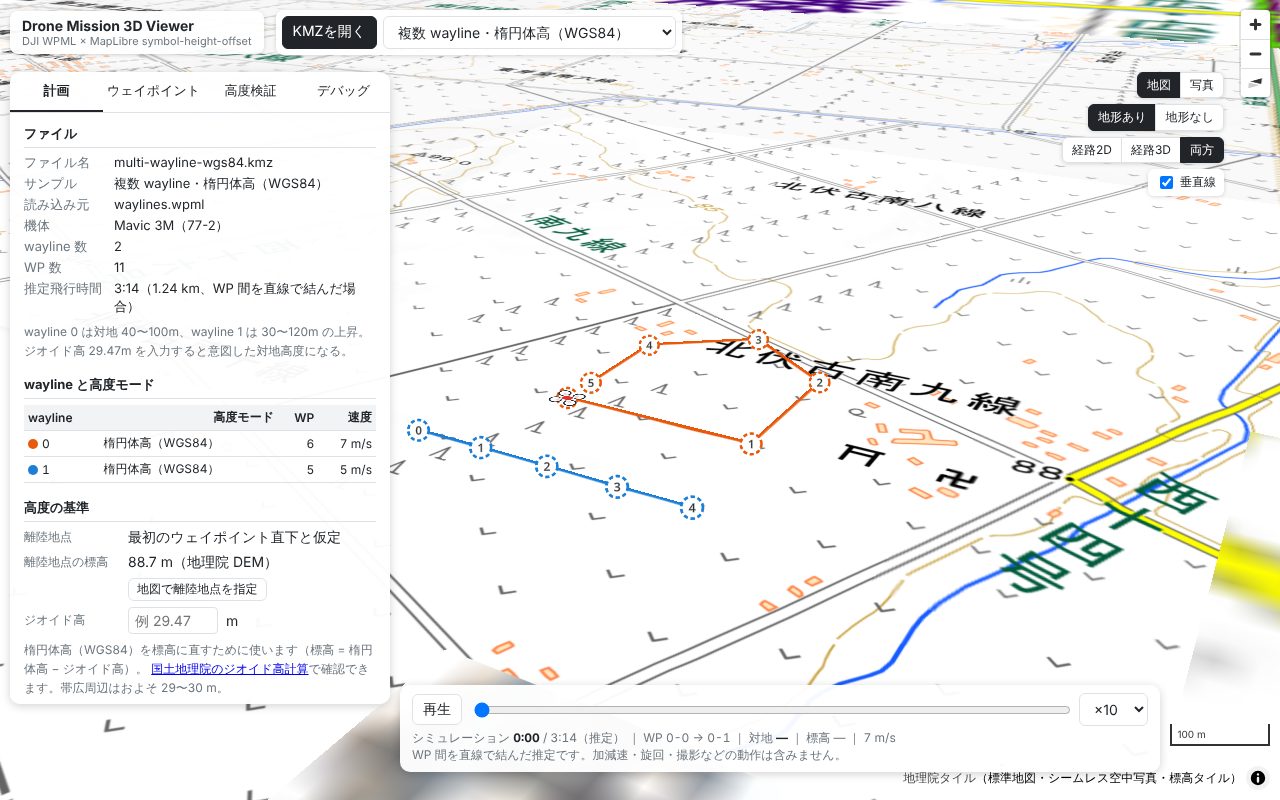 Drone Mission 3D Viewer
DJI WPML × MapLibre symbol-height-offset
KMZを開く
複数 wayline・楕円体高（WGS84）
計画 ウェイポイント 高度検証 デバッグ
ファイル
ファイル名 multi-wayline-wgs84.kmz
サンプル 複数 wayline・楕円体高（WGS84）
読み込み元 waylines.wpml
機体 Mavic 3M（77-2）
wayline 数 2
WP 数 11
推定飛行時間 3:14（1.24 km、WP 間を直線で結んだ場
合）
wayline 0 は対地 40〜100m、wayline 1 は 30〜120m の上昇。
ジオイド高 29.47m を入力すると意図した対地高度になる。
wayline と高度モード
wayline 高度モード WP 速度
0 楕円体高（WGS84） 6 7 m/s
1 楕円体高（WGS84） 5 5 m/s
高度の基準
離陸地点 最初のウェイポイント直下と仮定
離陸地点の標高 88.7 m（地理院 DEM）
地図で離陸地点を指定
ジオイド高 例 29.47 m
楕円体高（WGS84）を標高に直すために使います（標高 = 楕円
体高 − ジオイド高）。 国土地理院のジオイド高計算で確認でき
ます。帯広周辺はおよそ 29〜30 m。
地図 写真
地形あり 地形なし
経路2D 経路3D 両方
垂直線
北伏古南八線
南九線
北伏古南九線
88.
西十四号
4
3
5
2
1
0
1
2
3
4
再生
×10
シミュレーション 0:00 / 3:14（推定） ｜ WP 0-0 → 0-1 ｜ 対地 — ｜ 標高 — ｜ 7 m/s
WP 間を直線で結んだ推定です。加減速・旋回・撮影などの動作は含みません。
100 m
地理院タイル（標準地図・シームレス空中写真・標高タイル）